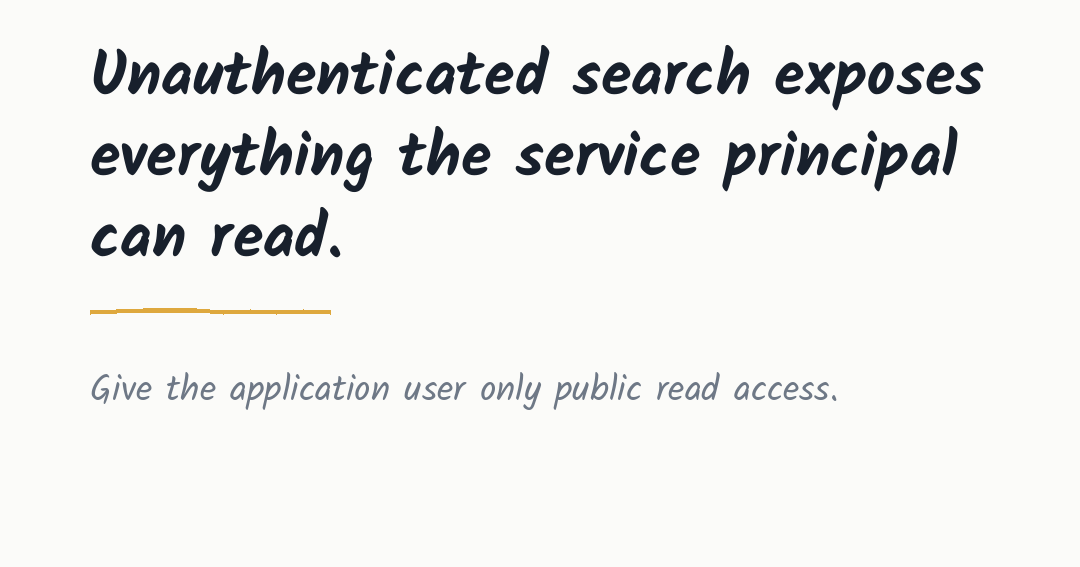 Unauthenticated search exposes
everything the service principal
can read.
Give the application user only public read access.